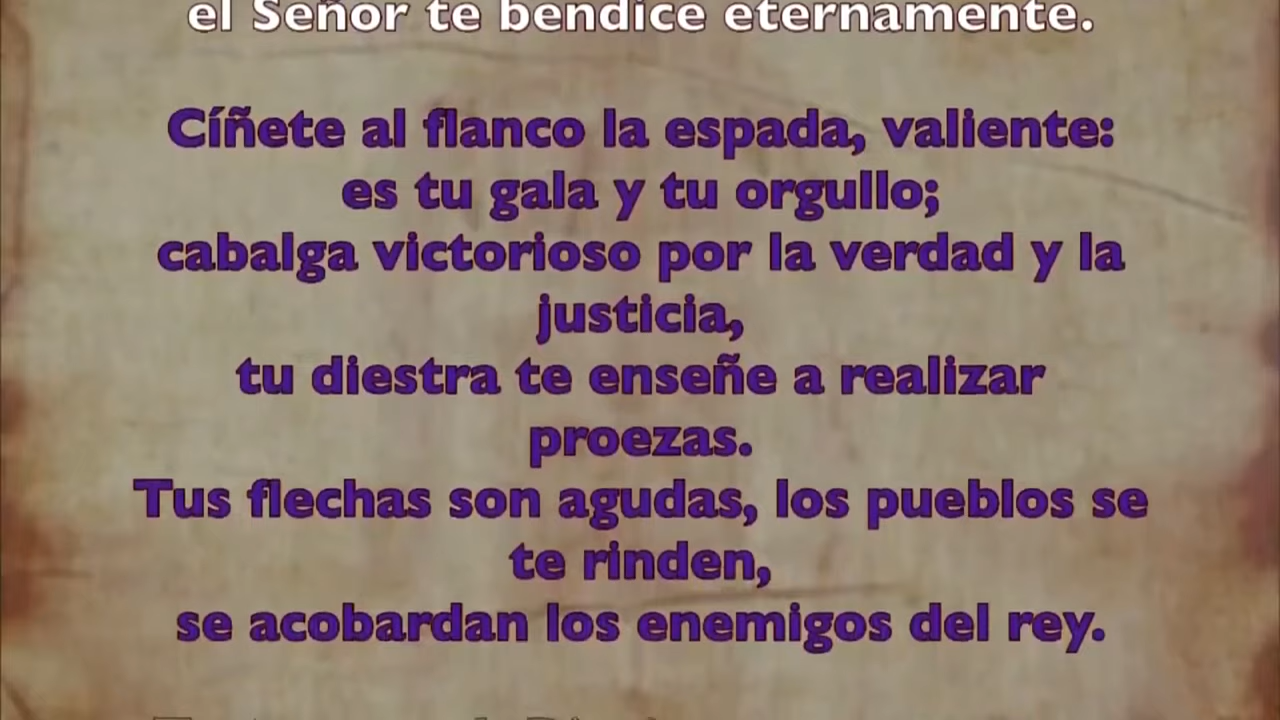 el Señor te bendice eternamente.
Cíñete al flanco la espada, valiente:
es tu gala y tu orgullo;
cabalga victorioso por la verdad y la
justicia,
tu diestra te enseñe a realizar
proezas.
Tus flechas son agudas, los pueblos se
te rinden,
se acobardan los enemigos del rey.